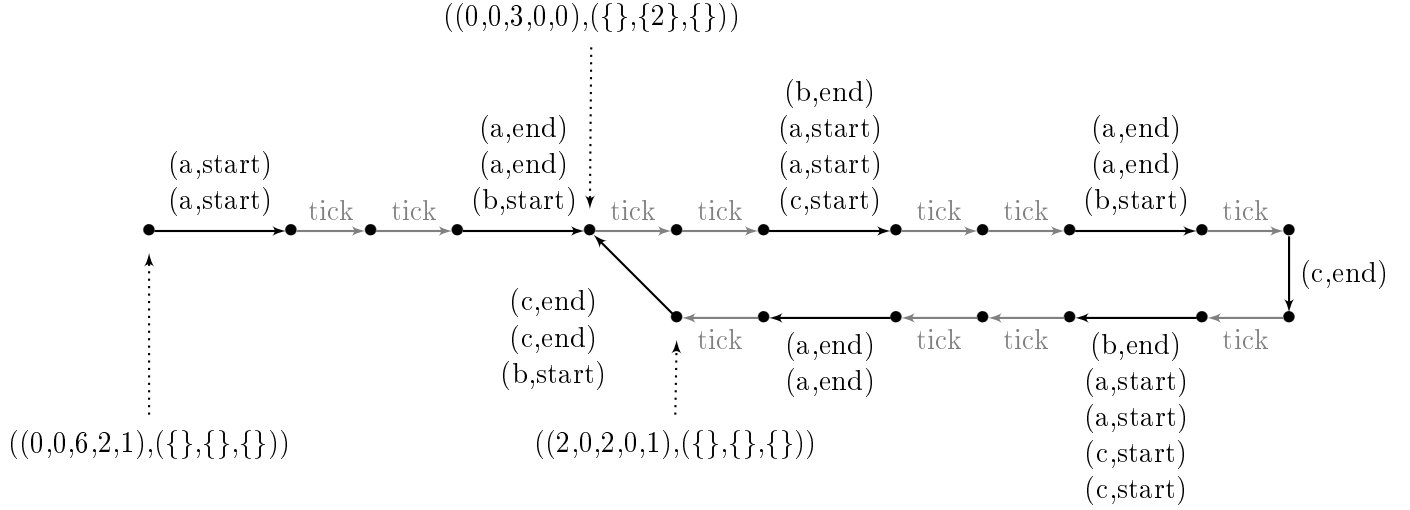 ((0,0,3,0,0),({},{2},{}))
(a,start)
(a,start)
tick
tick
(a,end)
(a,end)
(b,start)
tick
tick
(b,end)
(a,start)
(a,start)
(c,start)
tick
tick
(a,end)
(a,end)
(b,start)
tick
(c,end)
tick
(b,end)
(a,start)
(a,start)
(c,start)
(c,start)
tick
tick
(a,end)
(a,end)
tick
(c,end)
(c,end)
(b,start)
((0,0,6,2,1),({},{},{}))
((2,0,2,0,1),({},{},{}))